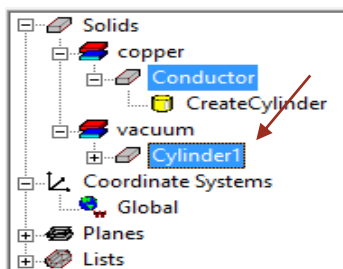 Solids
copper
Conductor
CreateCylinder
vacuum
Cylinder1
Coordinate Systems
Global
Planes
Lists